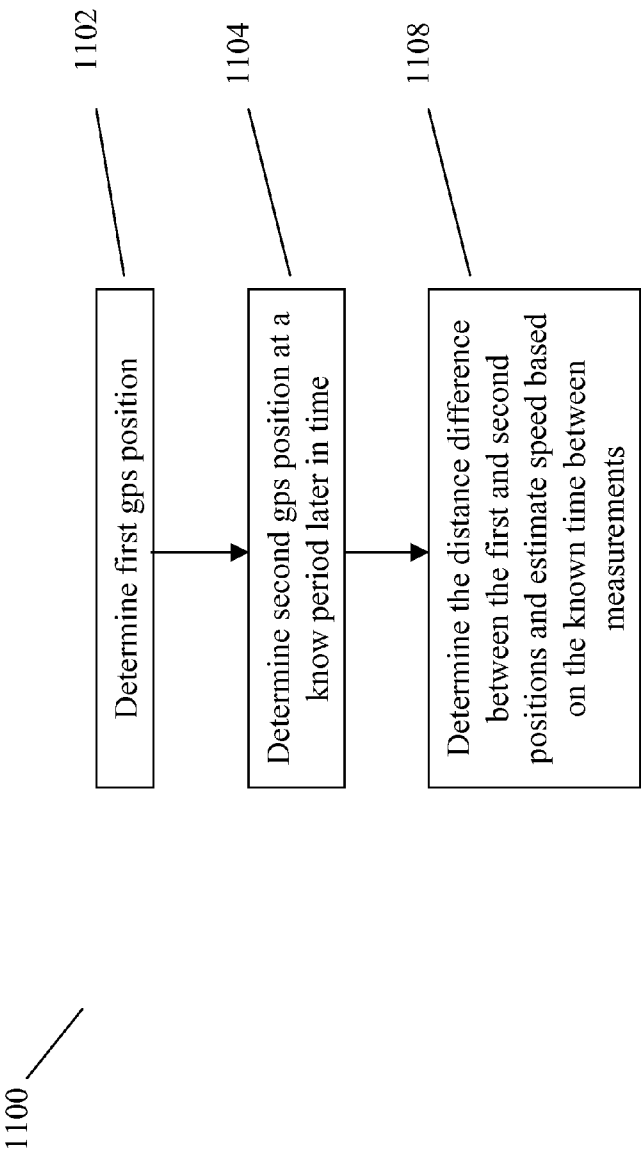 1100
1102
Determine first gps position
1104
Determine second gps position at a
know period later in time
1108
Determine the distance difference
between the first and second
positions and estimate speed based
on the known time between
measurements